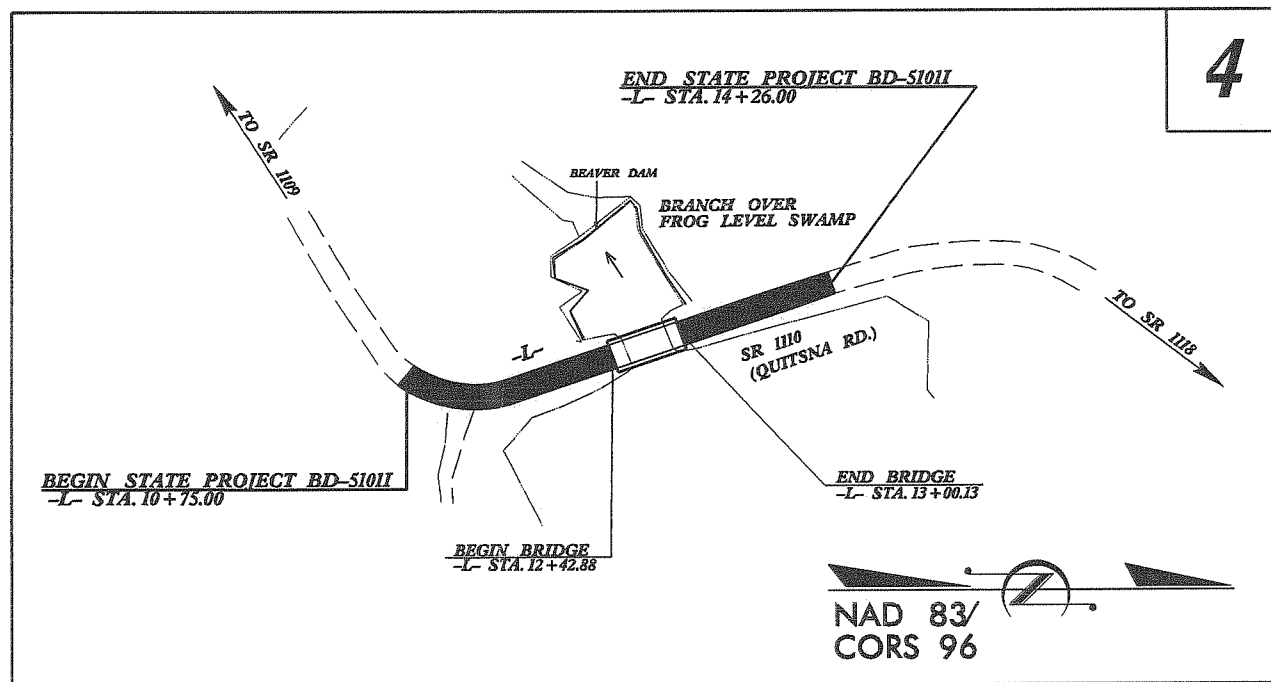 4
END STATE PROJECT BD-5101I
-L- STA. 14+26.00
TO SR 1109
BEAVER DAM
BRANCH OVER
FROG LEVEL SWAMP
-L-
SR 1110
(QUITSNA RD.)
TO SR 1118
BEGIN STATE PROJECT BD-5101I
-L- STA. 10+75.00
END BRIDGE
-L- STA. 13+00.13
BEGIN BRIDGE
-L- STA. 12+42.88
NAD 83/
CORS 96